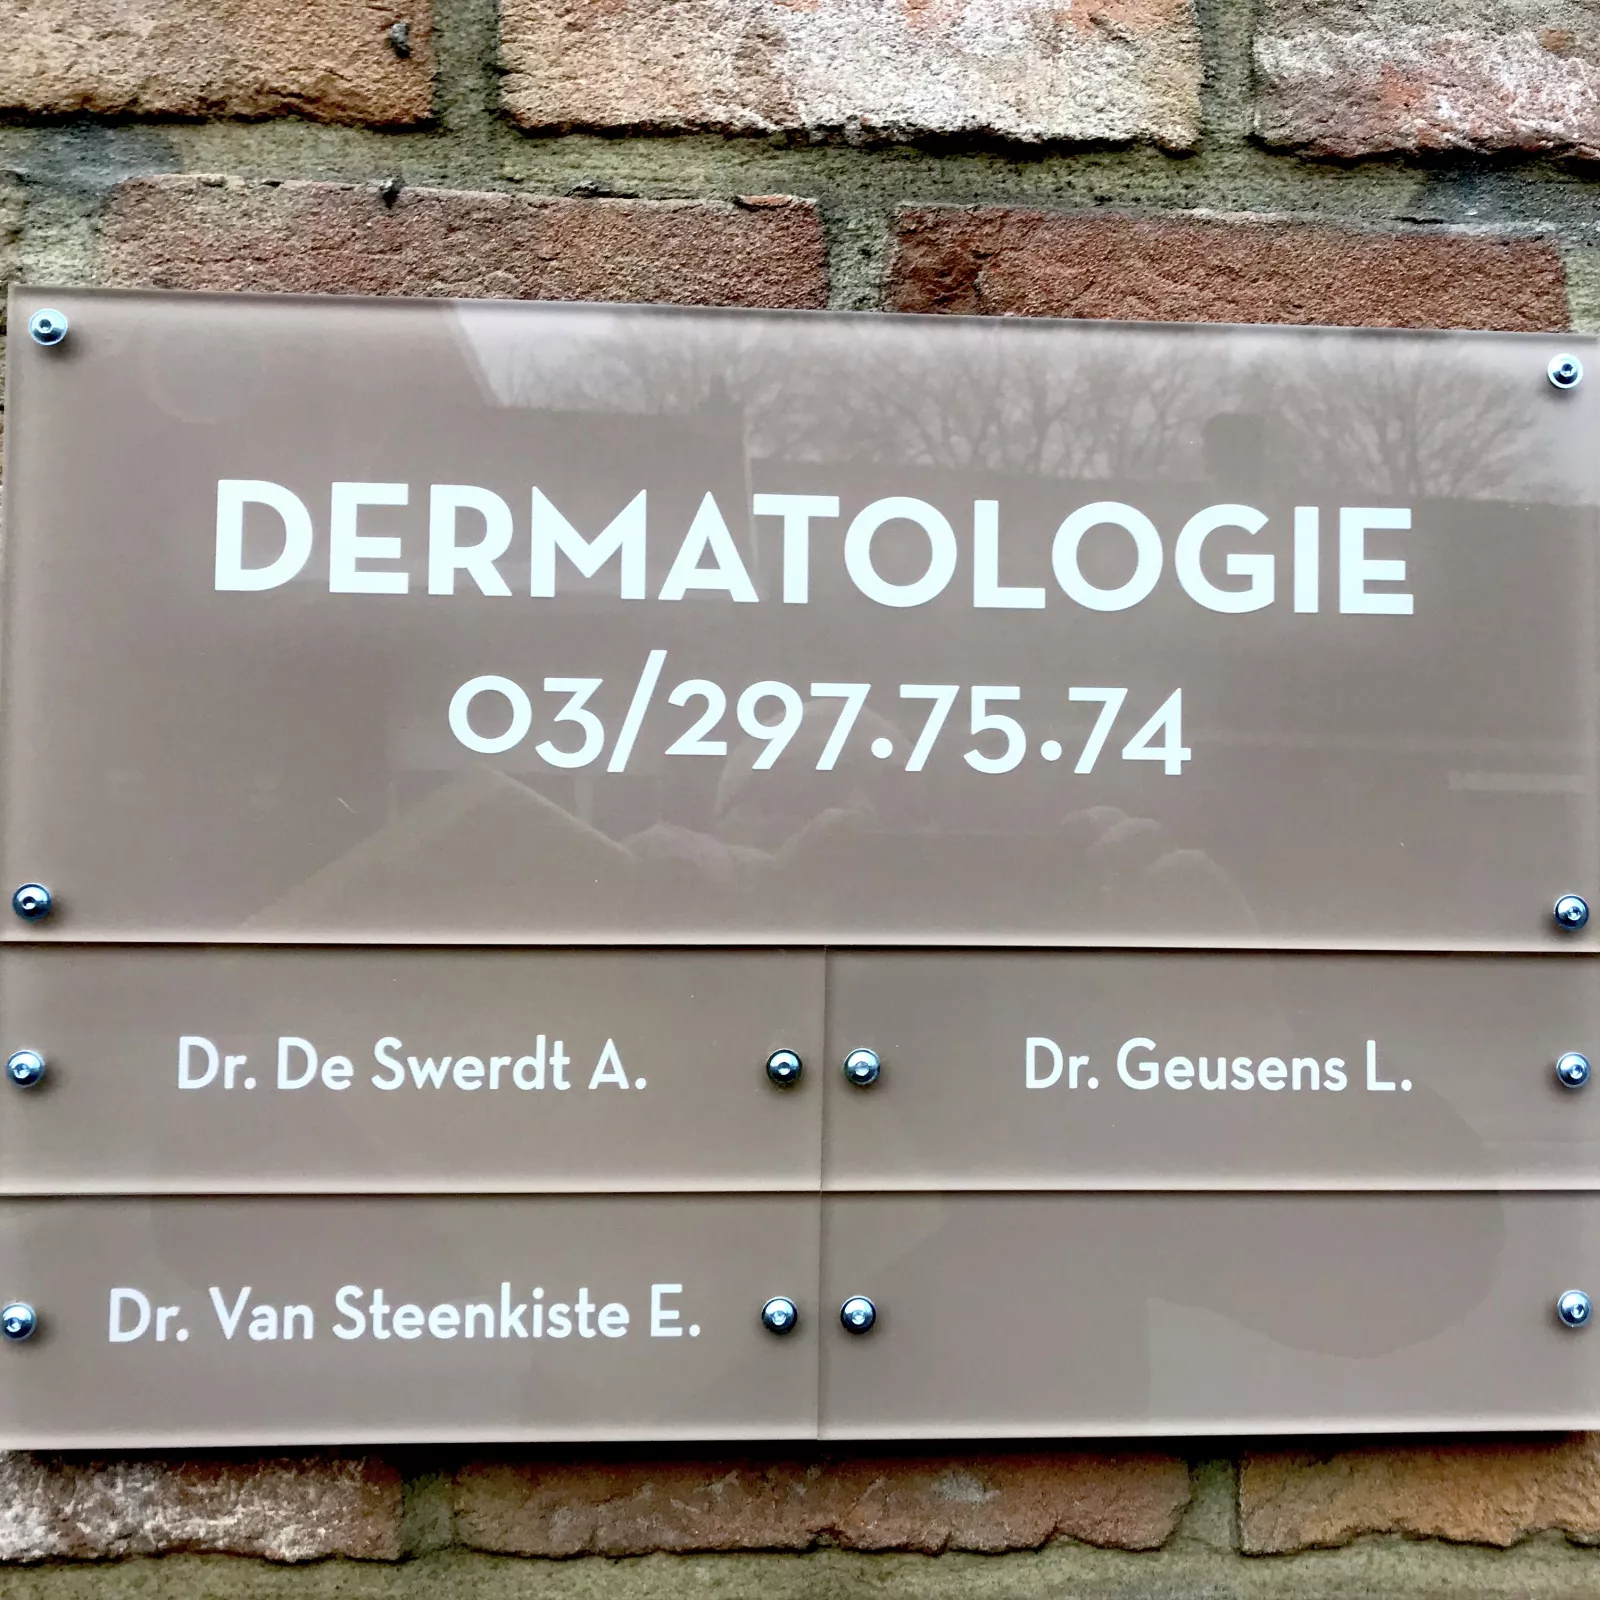 DERMATOLOGIE
03/297.75.74
Dr. De Swerdt A.
Dr. Geusens L.
Dr. Van Steenkiste E.